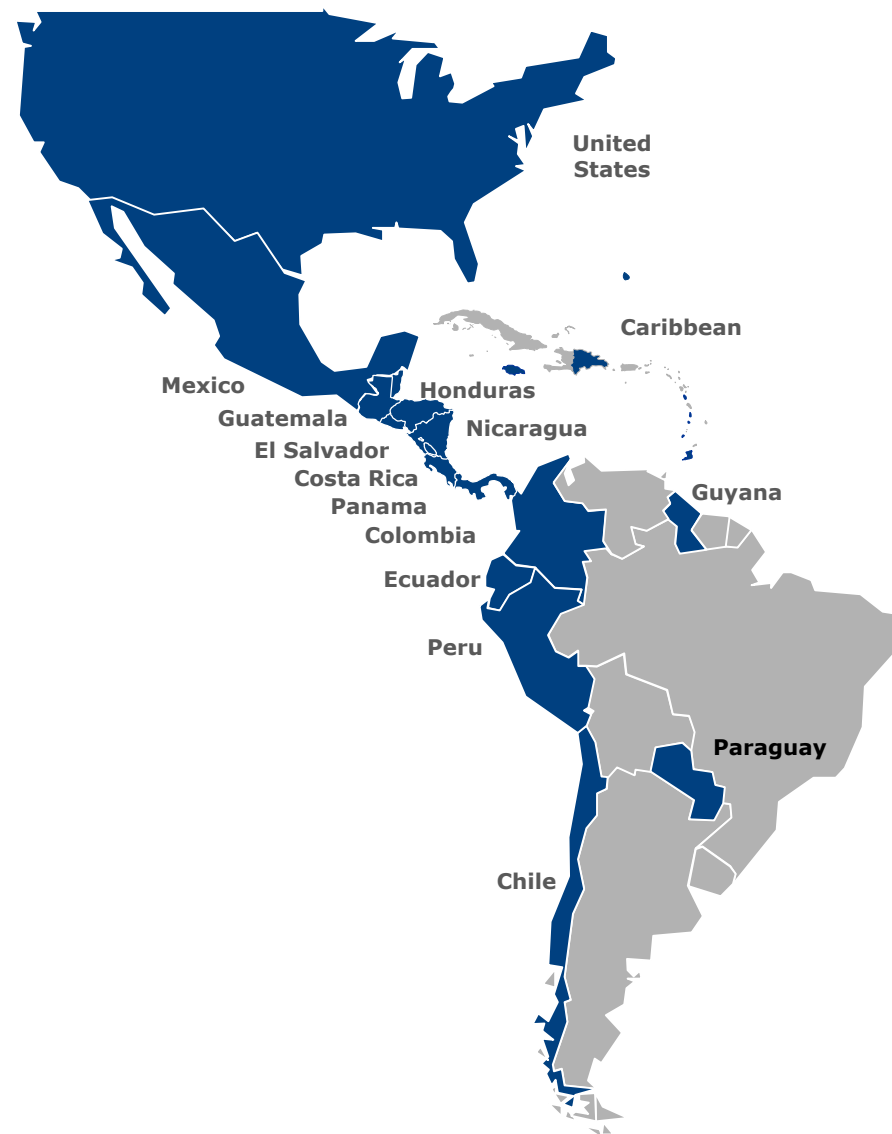 United
States
Caribbean
Mexico
Honduras
Guatemala
Nicaragua
El Salvador
Costa Rica
Guyana
Panama
Colombia
Ecuador
Peru
Paraguay
Chile